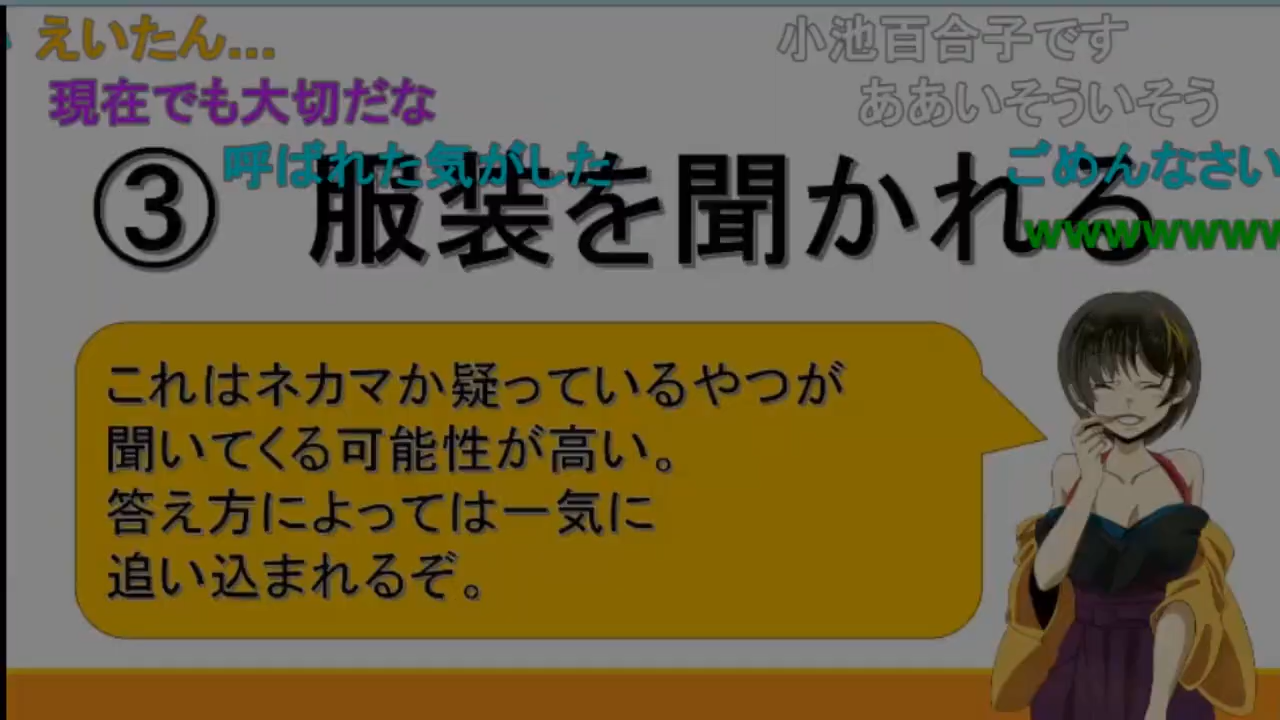 えいたん...
小池百合子です
現在でも大切だな
ああいそういそう
呼ばれた気がした
ごめんなさい
③ 服装を聞かれる
wwwwwww
これはネカマか疑っているやつが
聞いてくる可能性が高い。
答え方によっては一気に
追い込まれるぞ。